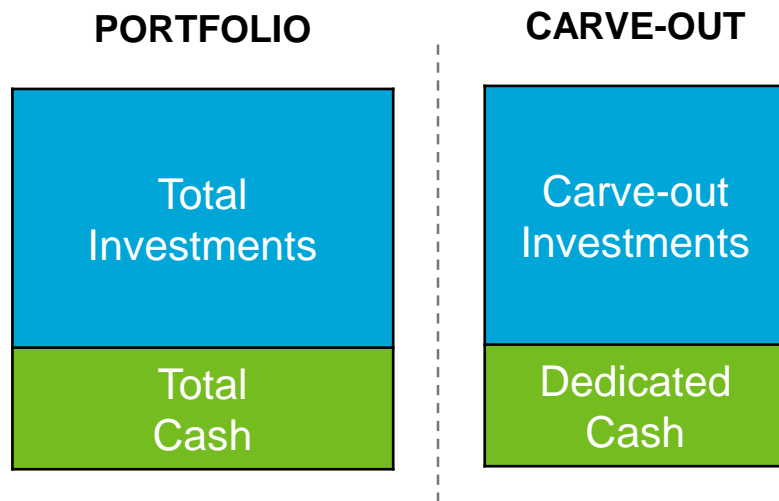 PORTFOLIO
Total
Investments
Total
Cash
CARVE-OUT
Carve-out
Investments
Dedicated
Cash